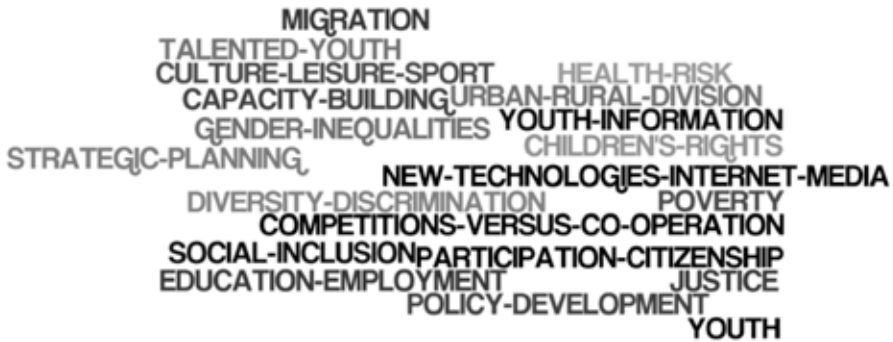 MIGRATION
TALENTED-YOUTH
CULTURE-LEISURE-SPORT HEALTH-RISK
CAPACITY-BUILDING URBAN-RURAL-DIVISION
GENDER-INEQUALITIES YOUTH-INFORMATION
STRATEGIC-PLANNING CHILDREN'S-RIGHTS
NEW-TECHNOLOGIES-INTERNET-MEDIA
DIVERSITY-DISCRIMINATION POVERTY
COMPETITIONS-VERSUS-CO-OPERATION
SOCIAL-INCLUSION PARTICIPATION-CITIZENSHIP
EDUCATION-EMPLOYMENT JUSTICE
POLICY-DEVELOPMENT
YOUTH